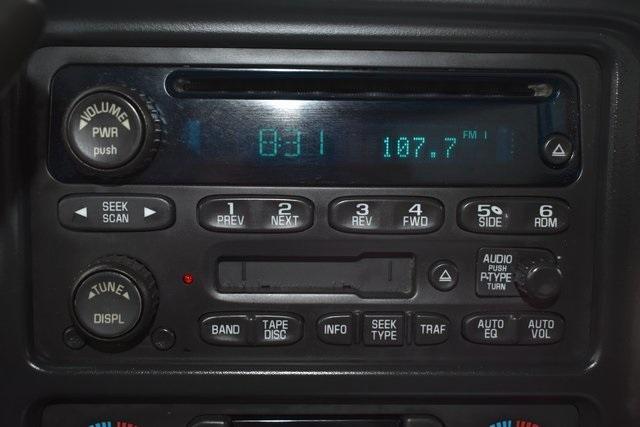 VOLUME
PWR
push
8:31
107.7
FM 1
SEEK
SCAN
1
PREV
2
NEXT
3
REV
4
FWD
5
SIDE
6
RDM
TUNE
DISPL
AUDIO
PUSH
P-TYPE
TURN
BAND
TAPE
DISC
INFO
SEEK
TYPE
TRAF
AUTO
EQ
AUTO
VOL